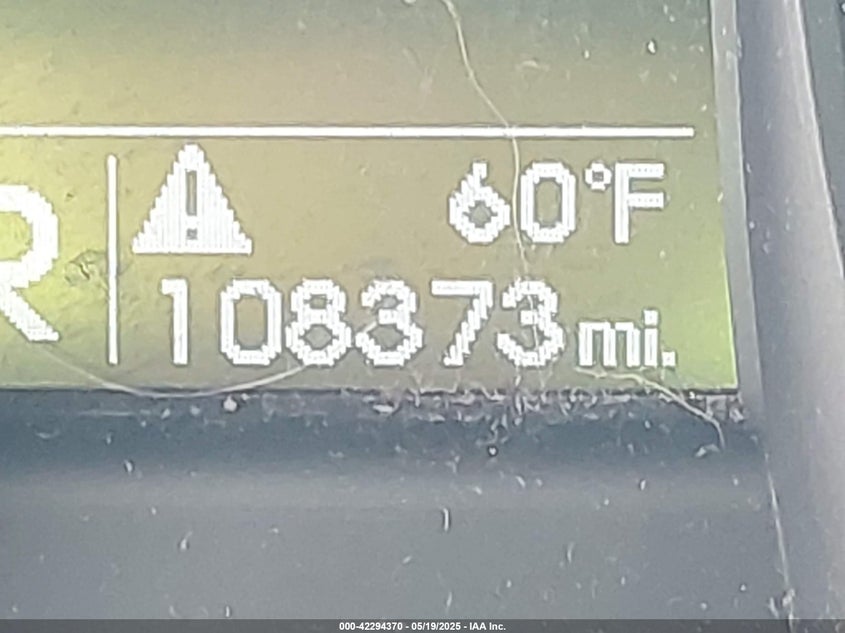 60°F
R
108373 mi.
000-42294370 - 05/19/2025 - IAA Inc.